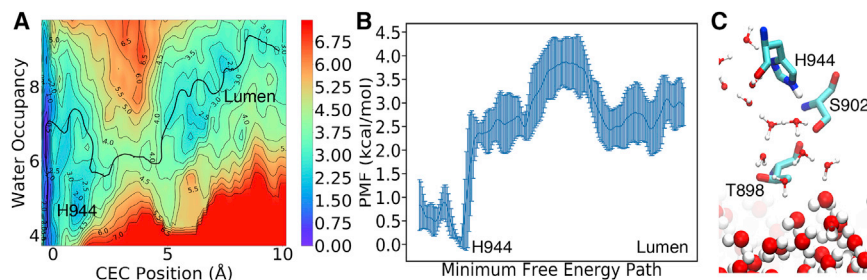 A
Water Occupancy
8
6
4
0
5
10
CEC Position (Å)
H944
Lumen
6.75
6.00
5.25
4.50
3.75
3.00
2.25
1.50
0.75
0.00
B
PMF (kcal/mol)
4.5
4.0
3.5
3.0
2.5
2.0
1.5
1.0
0.5
0.0
H944
Lumen
Minimum Free Energy Path
C
H944
S902
T898